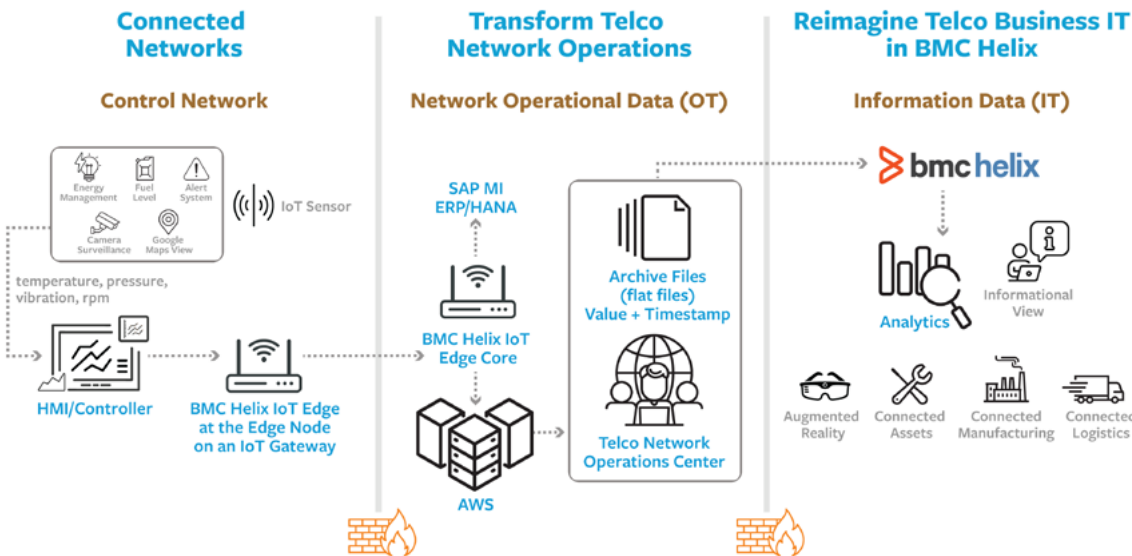 Connected
Networks
Control Network
Energy
Management
Fuel
Level
Alert
System
Camera
Surveillance
Google
Maps View
IoT Sensor
temperature, pressure,
vibration, rpm
HMI/Controller
BMC Helix IoT Edge
at the Edge Node
on an IoT Gateway
Transform Telco
Network Operations
Network Operational Data (OT)
SAP MI
ERP/HANA
BMC Helix IoT
Edge Core
AWS
Archive Files
(flat files)
Value + Timestamp
Telco Network
Operations Center
Reimagine Telco Business IT
in BMC Helix
Information Data (IT)
bmc helix
Analytics
Informational
View
Augmented
Reality
Connected
Assets
Connected
Manufacturing
Connected
Logistics